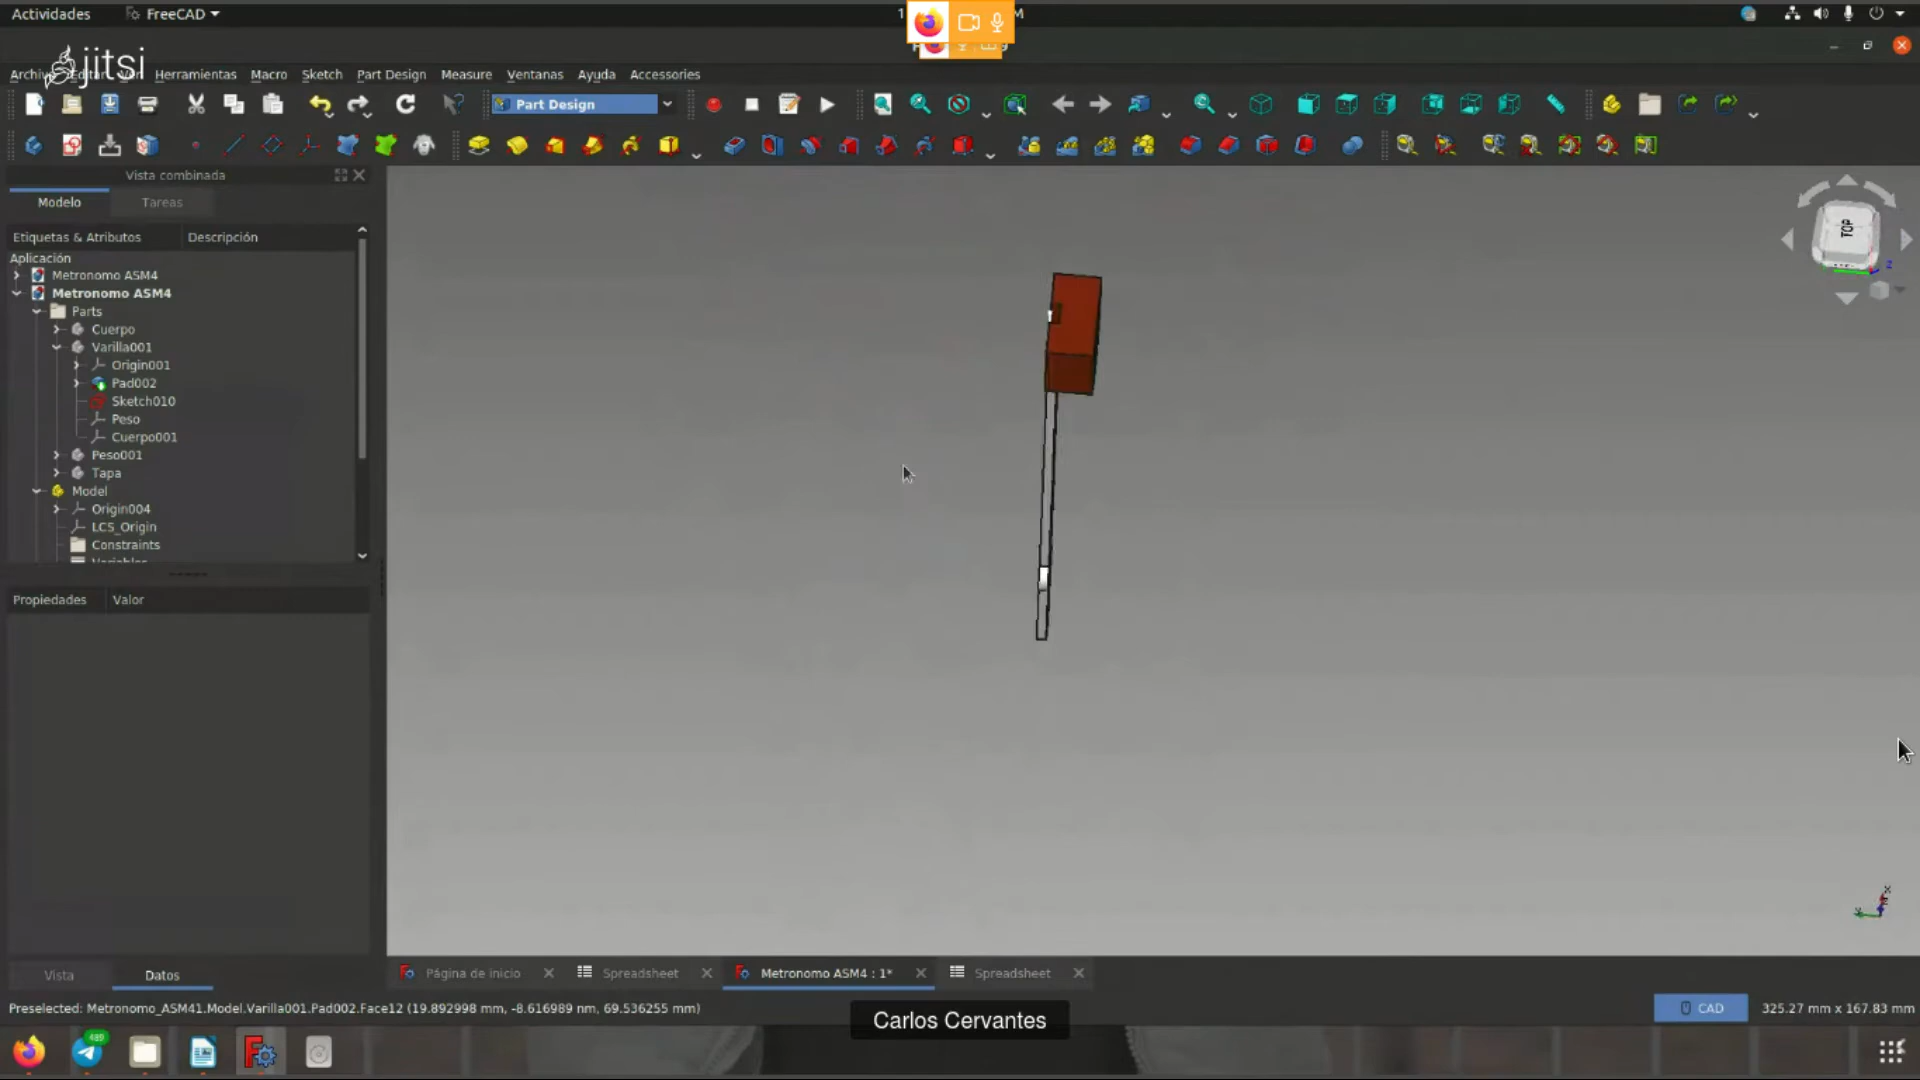 Actividades
FreeCAD
1
M
jitsi
Archivo
Editar
Ver
Herramientas
Macro
Sketch
Part Design
Measure
Ventanas
Ayuda
Accessories
Part Design
Vista combinada
Modelo
Tareas
Etiquetas & Atributos
Descripción
Aplicación
Metronomo ASM4
Metronomo ASM4
Parts
Cuerpo
Varilla001
Origin001
Pad002
Sketch010
Peso
Cuerpo001
Peso001
Tapa
Model
Origin004
LCS_Origin
Constraints
Variables
Propiedades
Valor
TOP
Z
X
Vista
Datos
Página de inicio
Spreadsheet
Metronomo ASM4 : 1*
Spreadsheet
Preselected: Metronomo_ASM41.Model.Varilla001.Pad002.Face12 (19.892998 mm, -8.616989 nm, 69.536255 mm)
Carlos Cervantes
CAD
325.27 mm x 167.83 mm
489